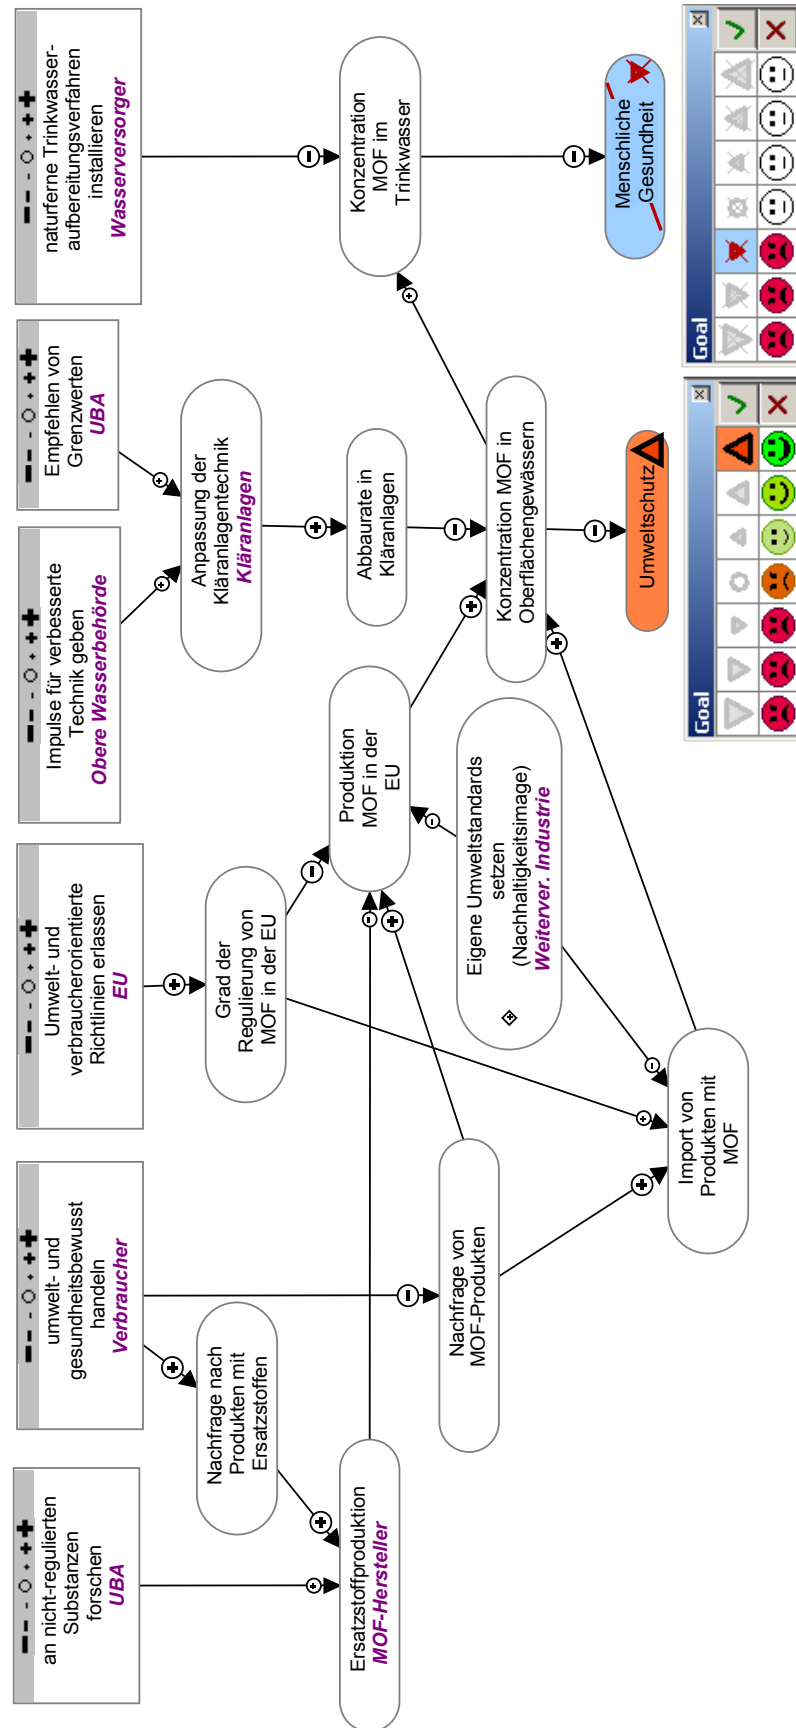 an nicht-regulierten
Substanzen
forschen
UBA
umwelt- und
gesundheitsbewusst
handeln
Verbraucher
Umwelt- und
verbraucherorientierte
Richtlinien erlassen
EU
Impulse für verbesserte
Technik geben
Obere Wasserbehörde
Empfehlen von
Grenzwerten
UBA
naturferne Trinkwasser-
aufbereitungsverfahren
installieren
Wasserversorger
Nachfrage nach
Produkten mit
Ersatzstoffen
Grad der
Regulierung von
MOF in der EU
Anpassung der
Kläranlagentechnik
Kläranlagen
Ersatzstoffproduktion
MOF-Hersteller
Produktion
MOF in der
EU
Abbaurate in
Kläranlagen
Konzentration
MOF im
Trinkwasser
Nachfrage von
MOF-Produkten
Eigene Umweltstandards
setzen
(Nachhaltigkeitsimage)
Weiterver. Industrie
Konzentration MOF in
Oberflächengewässern
Import von
Produkten mit
MOF
Umweltschutz
Menschliche
Gesundheit
Goal
Goal